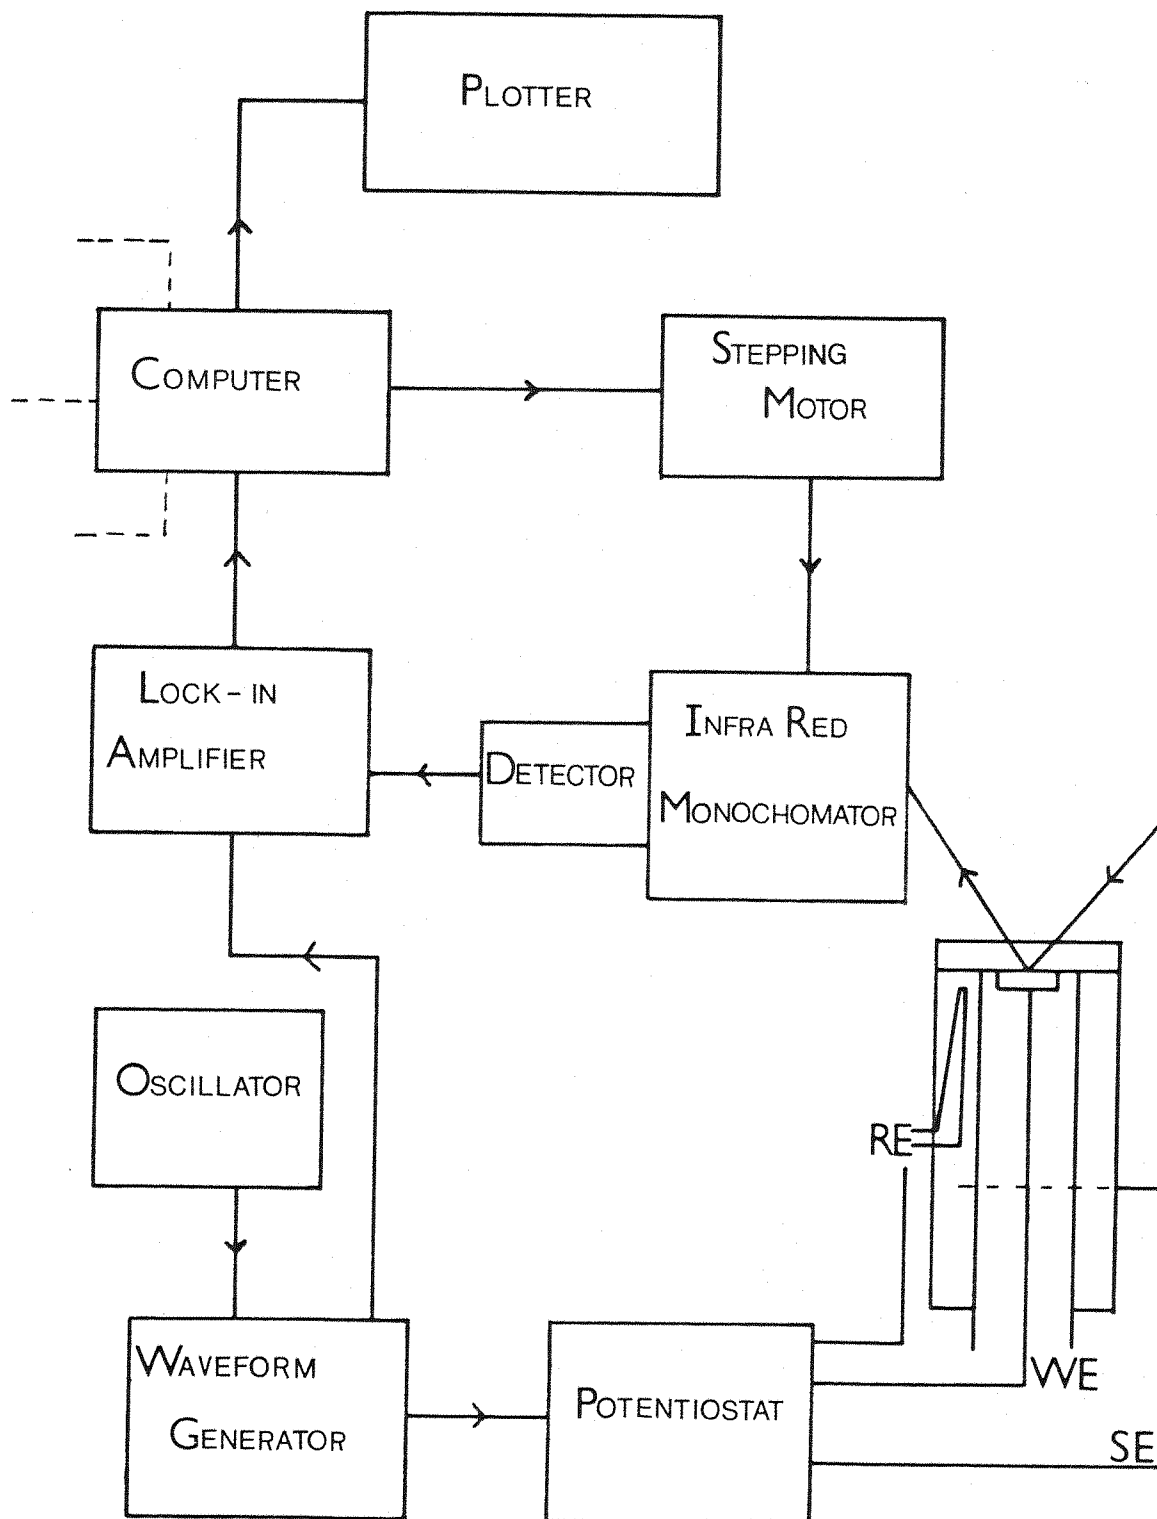 PLOTTER
COMPUTER
STEPPING
MOTOR
LOCK-IN
AMPLIFIER
DETECTOR
INFRA RED
MONOCHOMATOR
OSCILLATOR
RE
WAVEFORM
GENERATOR
POTENTIOSTAT
WE
SE